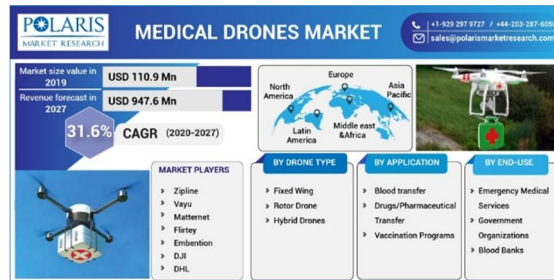 POLARIS
MARKET RESEARCH
MEDICAL DRONES MARKET
+1-929 297 9727 / +44-203-287-6050
sales@polarismarketresearch.com
Market size value in
2019
USD 110.9 Mn
Revenue forecast in
2027
USD 947.6 Mn
31.6%
CAGR (2020-2027)
Europe
North
America
Asia
Pacific
Latin
America
Middle east
&Africa
MARKET PLAYERS
Zipline
Vayu
Matternet
Flirtey
Embention
DJI
DHL
BY DRONE TYPE
Fixed Wing
Rotor Drone
Hybrid Drones
BY APPLICATION
Blood transfer
Drugs/Pharmaceutical
Transfer
Vaccination Programs
BY END-USE
Emergency Medical
Services
Government
Organizations
Blood Banks